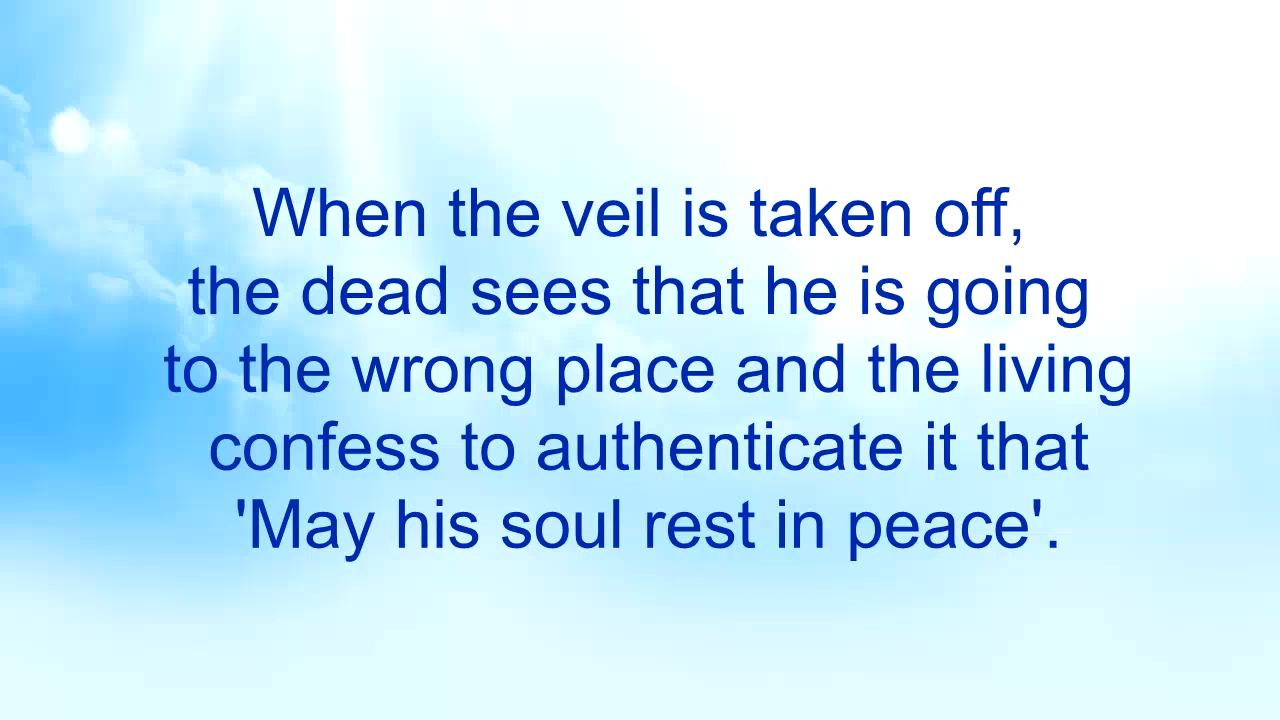 When the veil is taken off,
the dead sees that he is going
to the wrong place and the living
confess to authenticate it that
'May his soul rest in peace'.